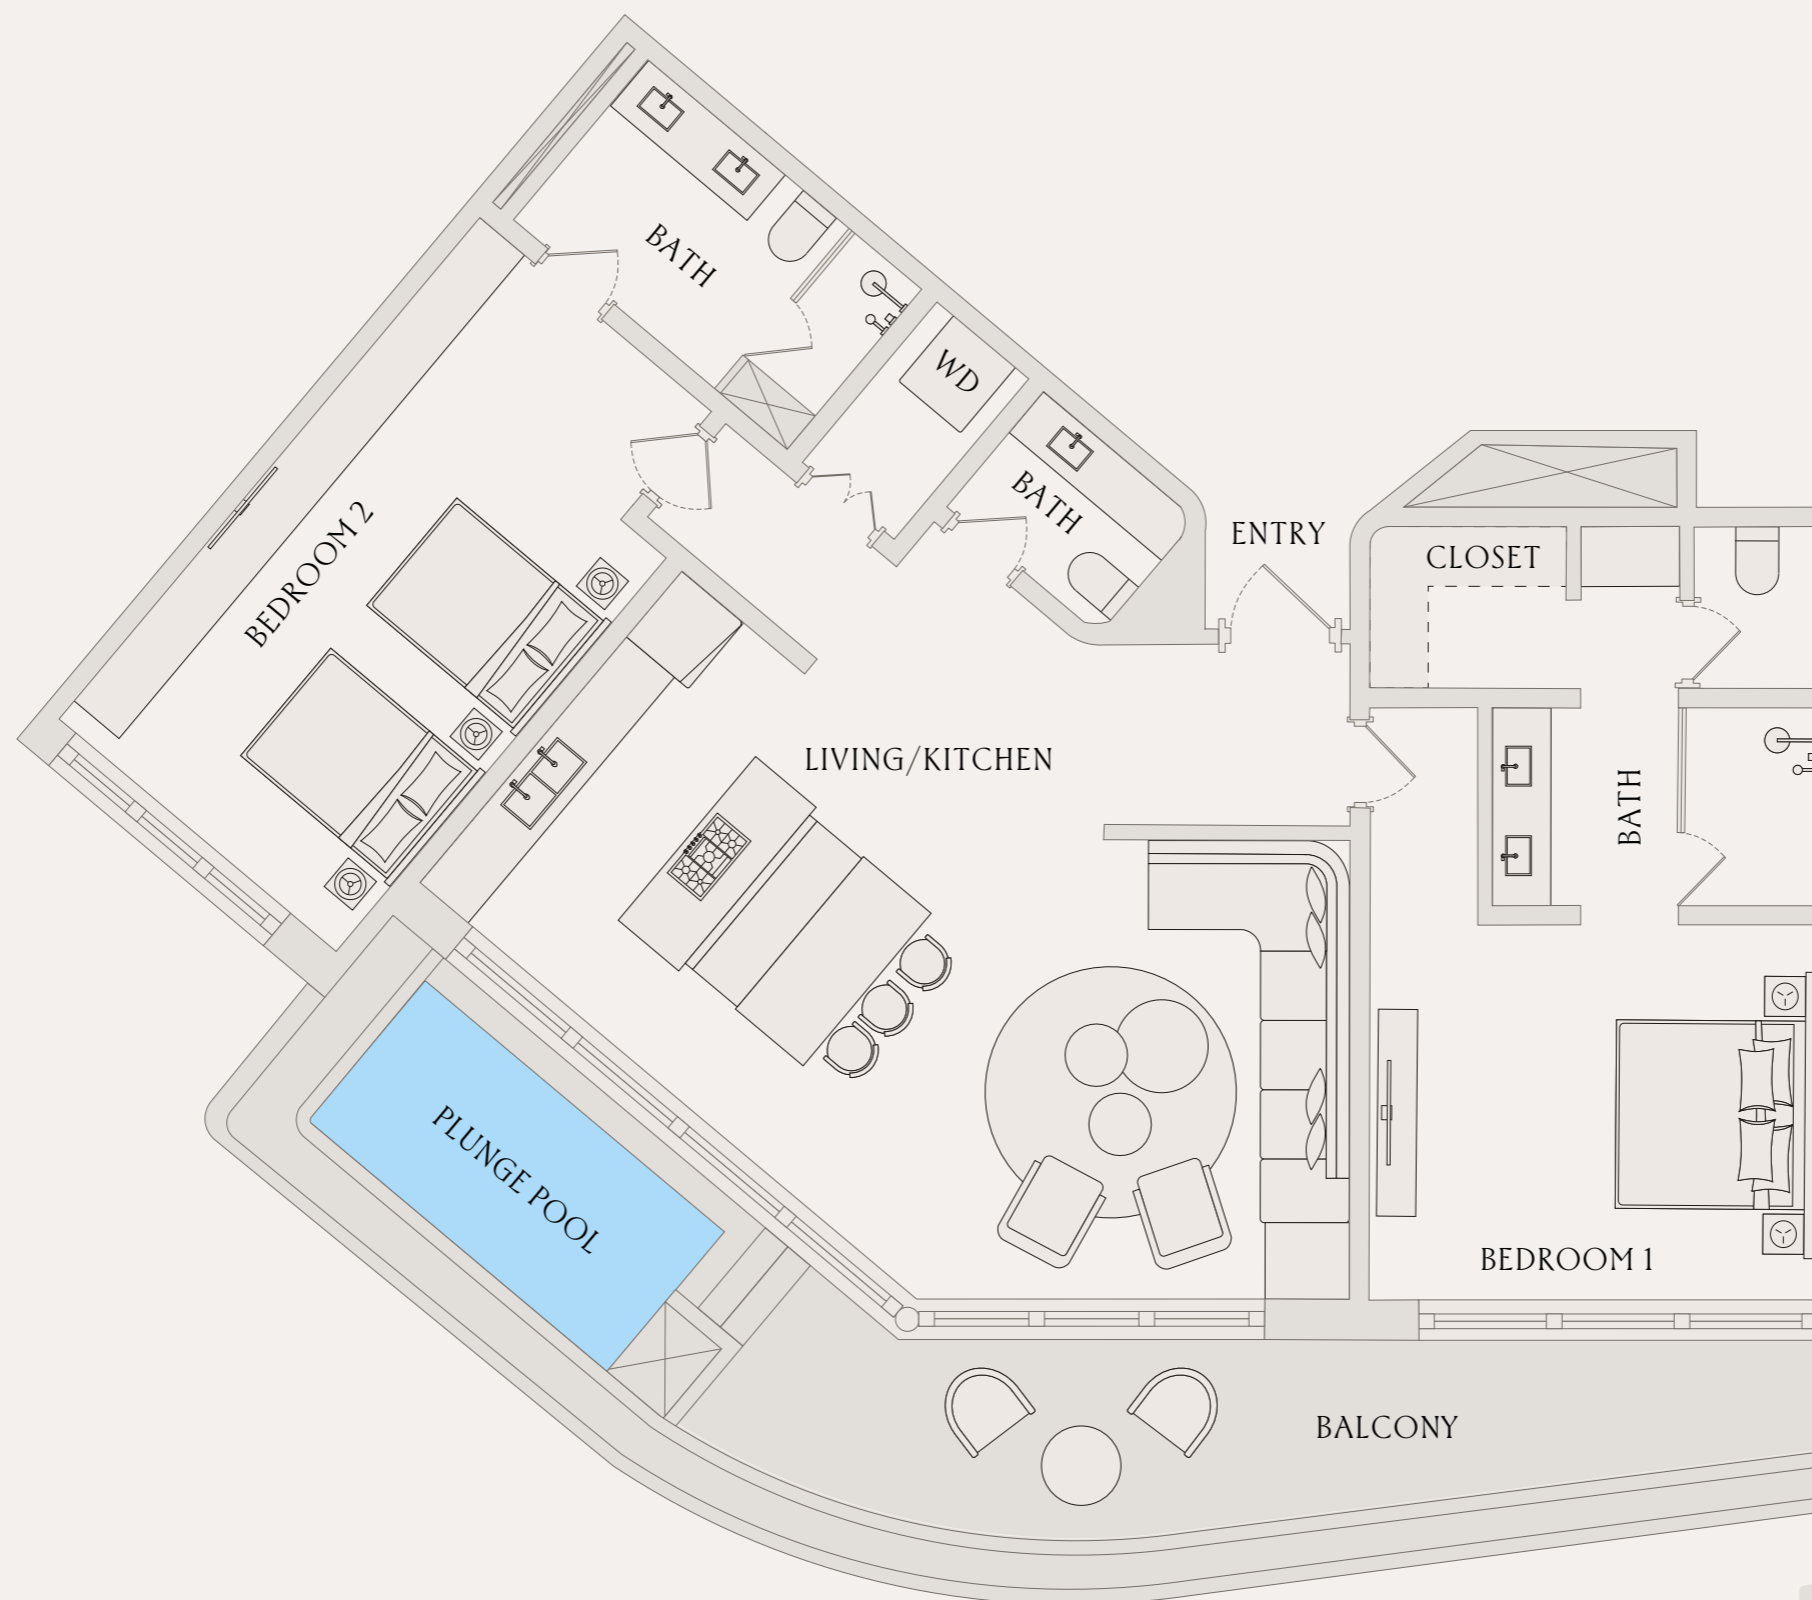 BATH
WD
BATH
ENTRY
CLOSET
BEDROOM 2
LIVING/KITCHEN
BATH
PLUNGE POOL
BEDROOM 1
BALCONY